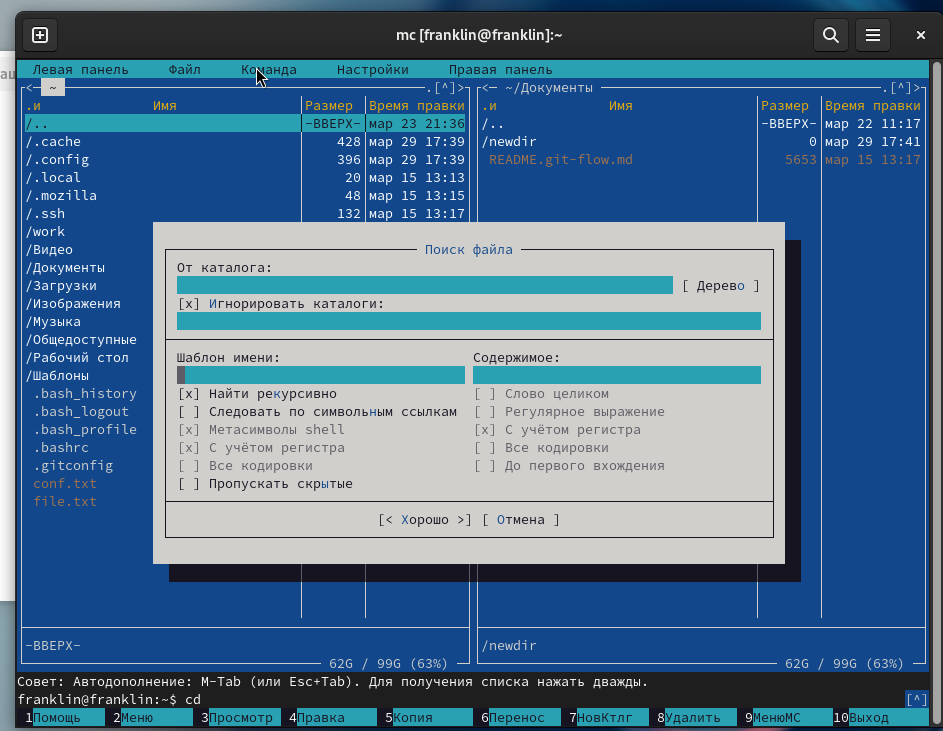 mc [franklin@franklin]:~
Левая панель Файл Команда Настройки Правая панель
<— ~ .[^]> <— ~/Документы .[^]>
.и Имя Размер Время правки .и Имя Размер Время правки
/.. -ВВЕРХ- мар 23 21:36 /.. -ВВЕРХ- мар 22 11:17
/.cache 428 мар 29 17:39 /newdir 0 мар 29 17:41
/.config 396 мар 29 17:39 README.git-flow.md 5653 мар 15 13:17
/.local 20 мар 15 13:13
/.mozilla 48 мар 15 13:15
/.ssh 132 мар 15 13:17
/work
/Видео
/Документы
/Загрузки
/Изображения
/Музыка
/Общедоступные
/Рабочий стол
/Шаблоны
.bash_history
.bash_logout
.bash_profile
.bashrc
.gitconfig
conf.txt
file.txt
Поиск файла
От каталога:
[ Дерево ]
[x] Игнорировать каталоги:
Шаблон имени: Содержимое:
[x] Найти рекурсивно [ ] Слово целиком
[ ] Следовать по символьным ссылкам [ ] Регулярное выражение
[x] Метасимволы shell [x] С учётом регистра
[x] С учётом регистра [ ] Все кодировки
[ ] Все кодировки [ ] До первого вхождения
[ ] Пропускать скрытые
[< Хорошо >] [ Отмена ]
-ВВЕРХ- /newdir
62G / 99G (63%) 62G / 99G (63%)
Совет: Автодополнение: M-Tab (или Esc+Tab). Для получения списка нажать дважды.
franklin@franklin:~$ cd [^]
1Помощь 2Меню 3Просмотр 4Правка 5Копия 6Перенос 7НовКтлг 8Удалить 9МенюМС 10Выход